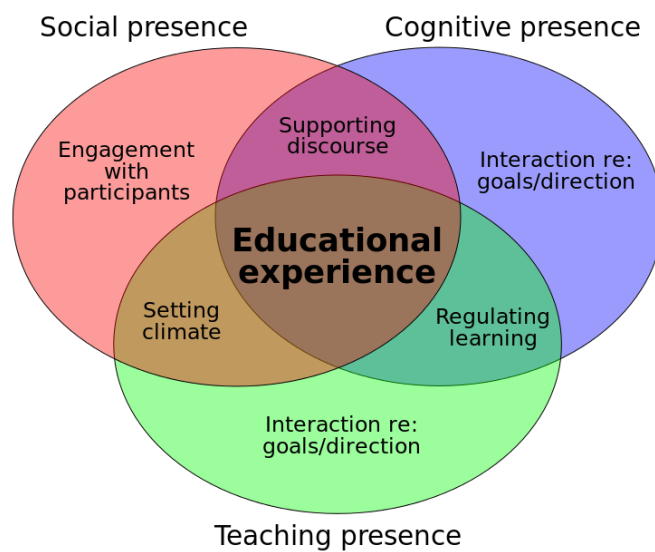 Social presence
Cognitive presence
Supporting
discourse
Engagement
with
participants
Interaction re:
goals/direction
Educational
experience
Setting
climate
Regulating
learning
Interaction re:
goals/direction
Teaching presence